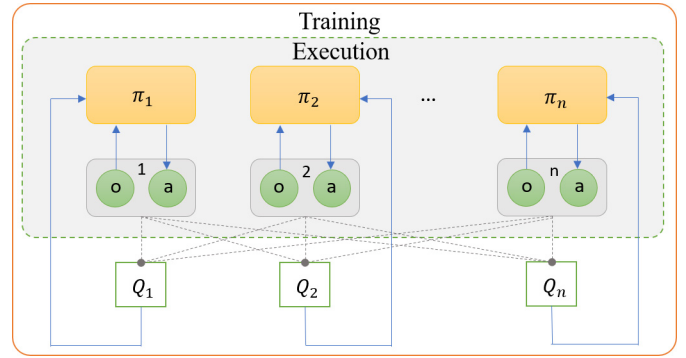 Training
Execution
π₁ π₂ ... πₙ
1 2 n
o a o a o a
Q₁ Q₂ Qₙ